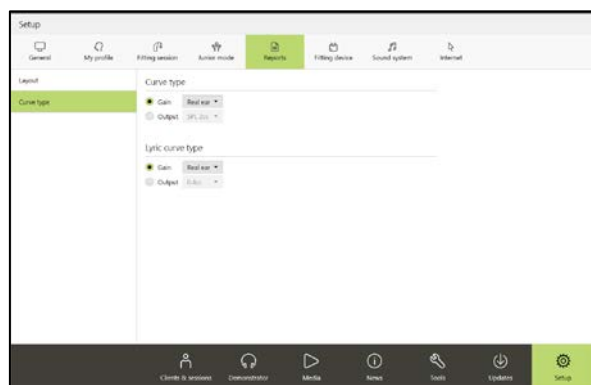 Setup
General My profile Fitting session Junior mode Reports Fitting device Sound system Internet
Layout
Curve type
Curve type
Gain Real ear
Output SPL 2cc
Lyric curve type
Gain Real ear
Output
Clients & sessions Demonstrator Media News Tools Updates Setup